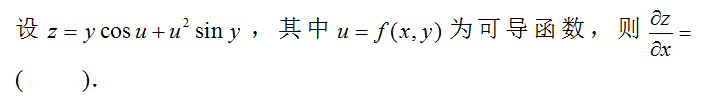 设 z = y cos u + u² sin y ，其中 u = f(x, y) 为可导函数，则 ∂z/∂x =
(      ).